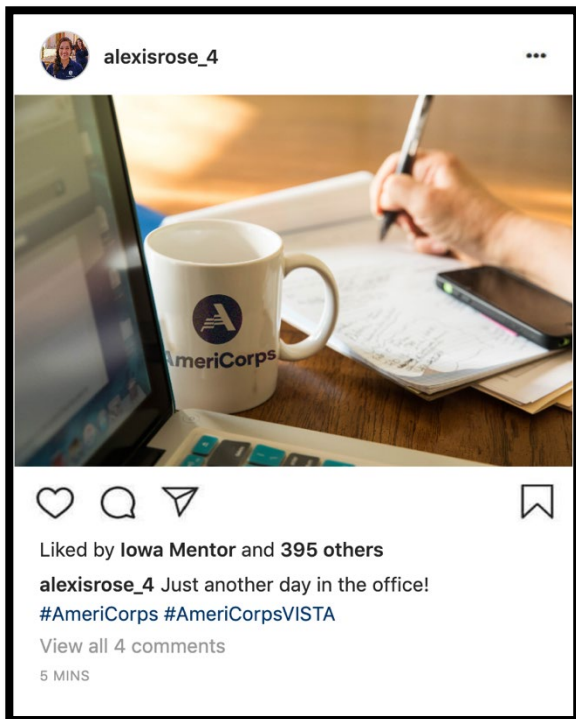 alexisrose_4
AmeriCorps
Liked by Iowa Mentor and 395 others
alexisrose_4 Just another day in the office!
#AmeriCorps #AmeriCorpsVISTA
View all 4 comments
5 MINS